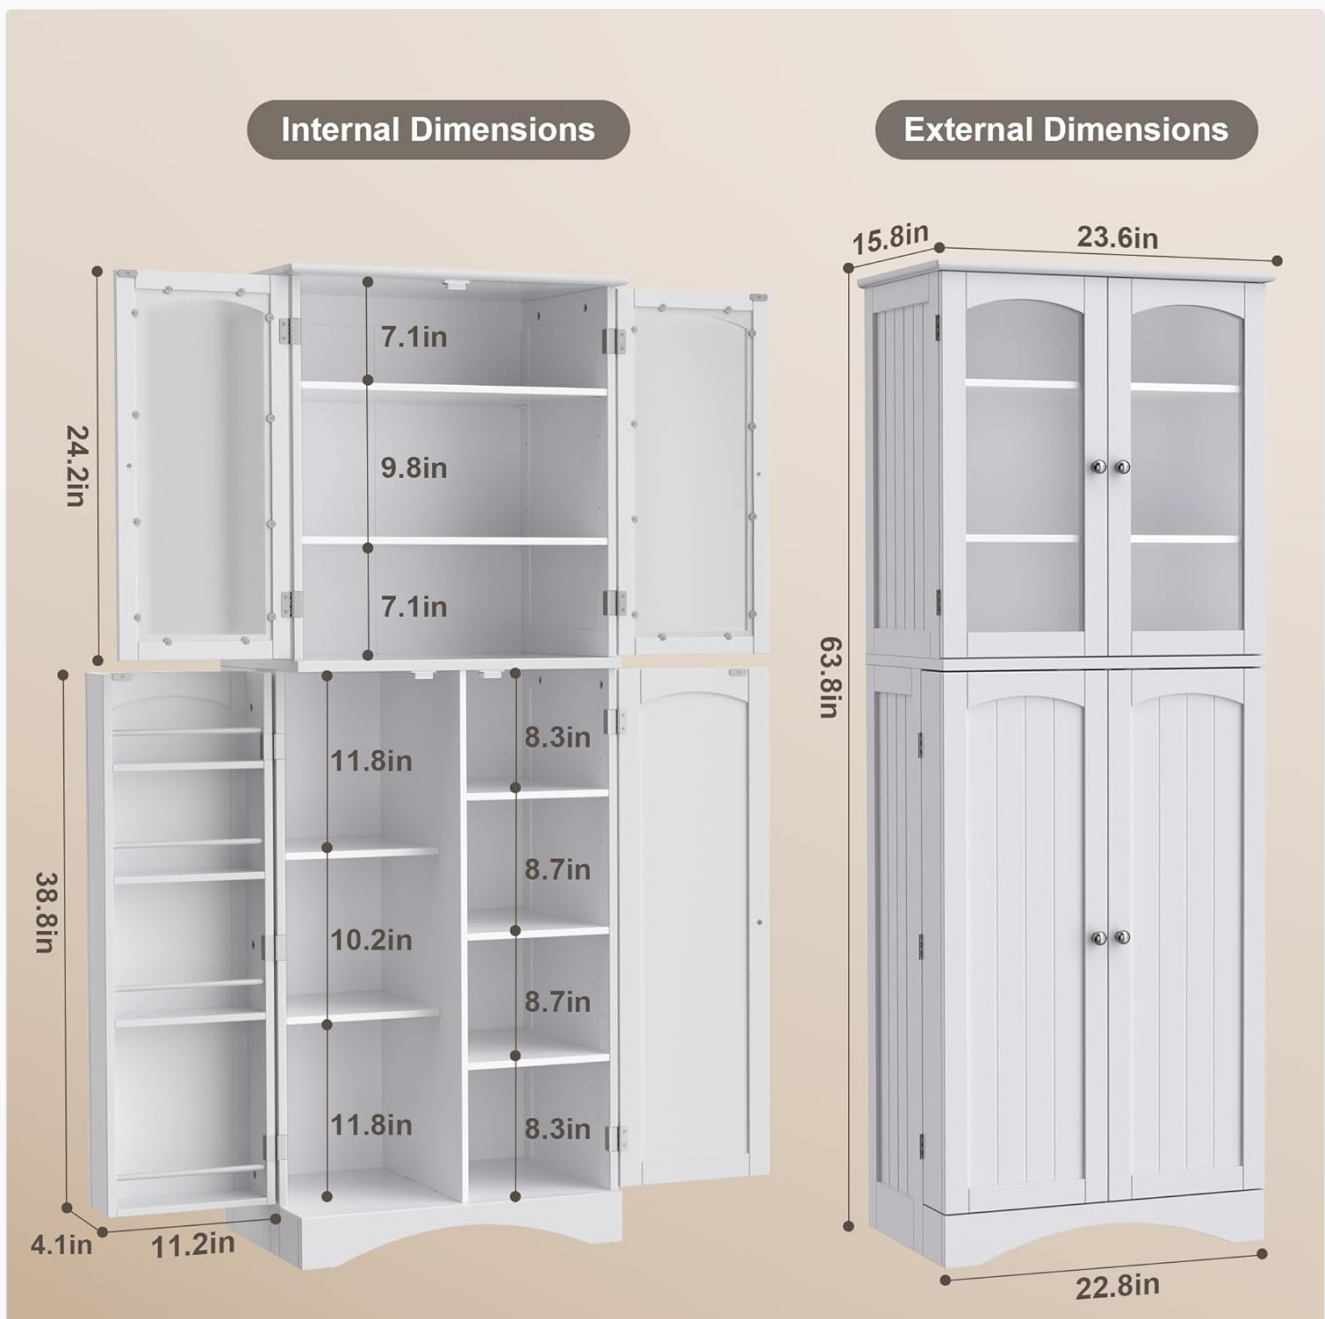 Internal Dimensions
External Dimensions
15.8in
23.6in
7.1in
24.2in
9.8in
7.1in
63.8in
8.3in
11.8in
8.7in
38.8in
10.2in
8.7in
11.8in
8.3in
4.1in
11.2in
22.8in